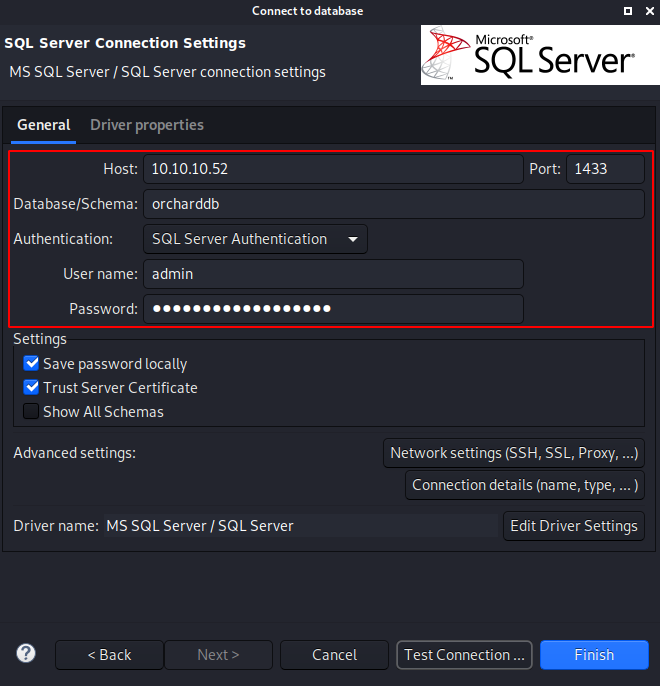 Connect to database
SQL Server Connection Settings
MS SQL Server / SQL Server connection settings
Microsoft®
SQL Server®
General Driver properties
Host: 10.10.10.52 Port: 1433
Database/Schema: orcharddb
Authentication: SQL Server Authentication
User name: admin
Password: ••••••••••••••••••
Settings
Save password locally
Trust Server Certificate
Show All Schemas
Advanced settings: Network settings (SSH, SSL, Proxy, ...)
Connection details (name, type, ... )
Driver name: MS SQL Server / SQL Server Edit Driver Settings
? < Back Next > Cancel Test Connection ... Finish